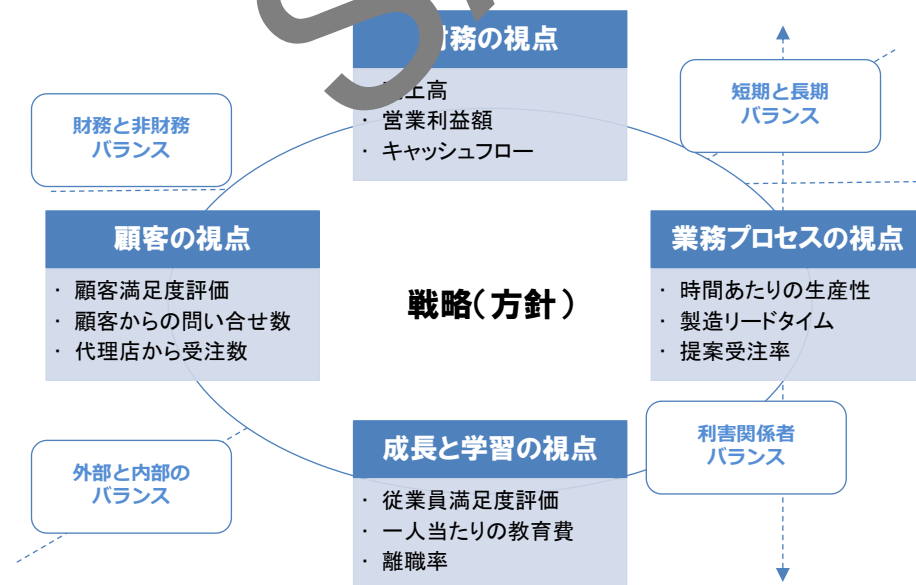 務の視点
上高
・ 営業利益額
・ キャッシュフロー
短期と長期
バランス
財務と非財務
バランス
顧客の視点
・ 顧客満足度評価
・ 顧客からの問い合せ数
・ 代理店から受注数
戦略(方針)
業務プロセスの視点
・ 時間あたりの生産性
・ 製造リードタイム
・ 提案受注率
利害関係者
バランス
外部と内部の
バランス
成長と学習の視点
・ 従業員満足度評価
・ 一人当たりの教育費
・ 離職率